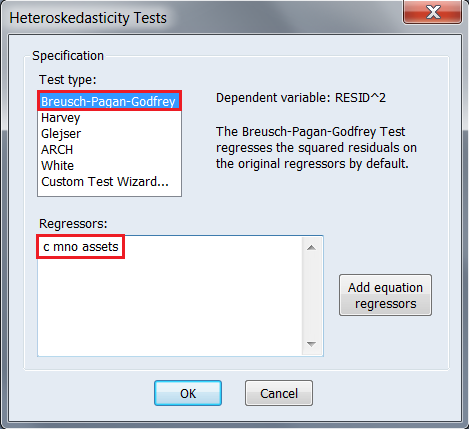 Heteroskedasticity Tests
Specification
Test type:
Breusch-Pagan-Godfrey
Harvey
Glejser
ARCH
White
Custom Test Wizard...
Dependent variable: RESID^2
The Breusch-Pagan-Godfrey Test
regresses the squared residuals on
the original regressors by default.
Regressors:
c mno assets
Add equation
regressors
OK
Cancel